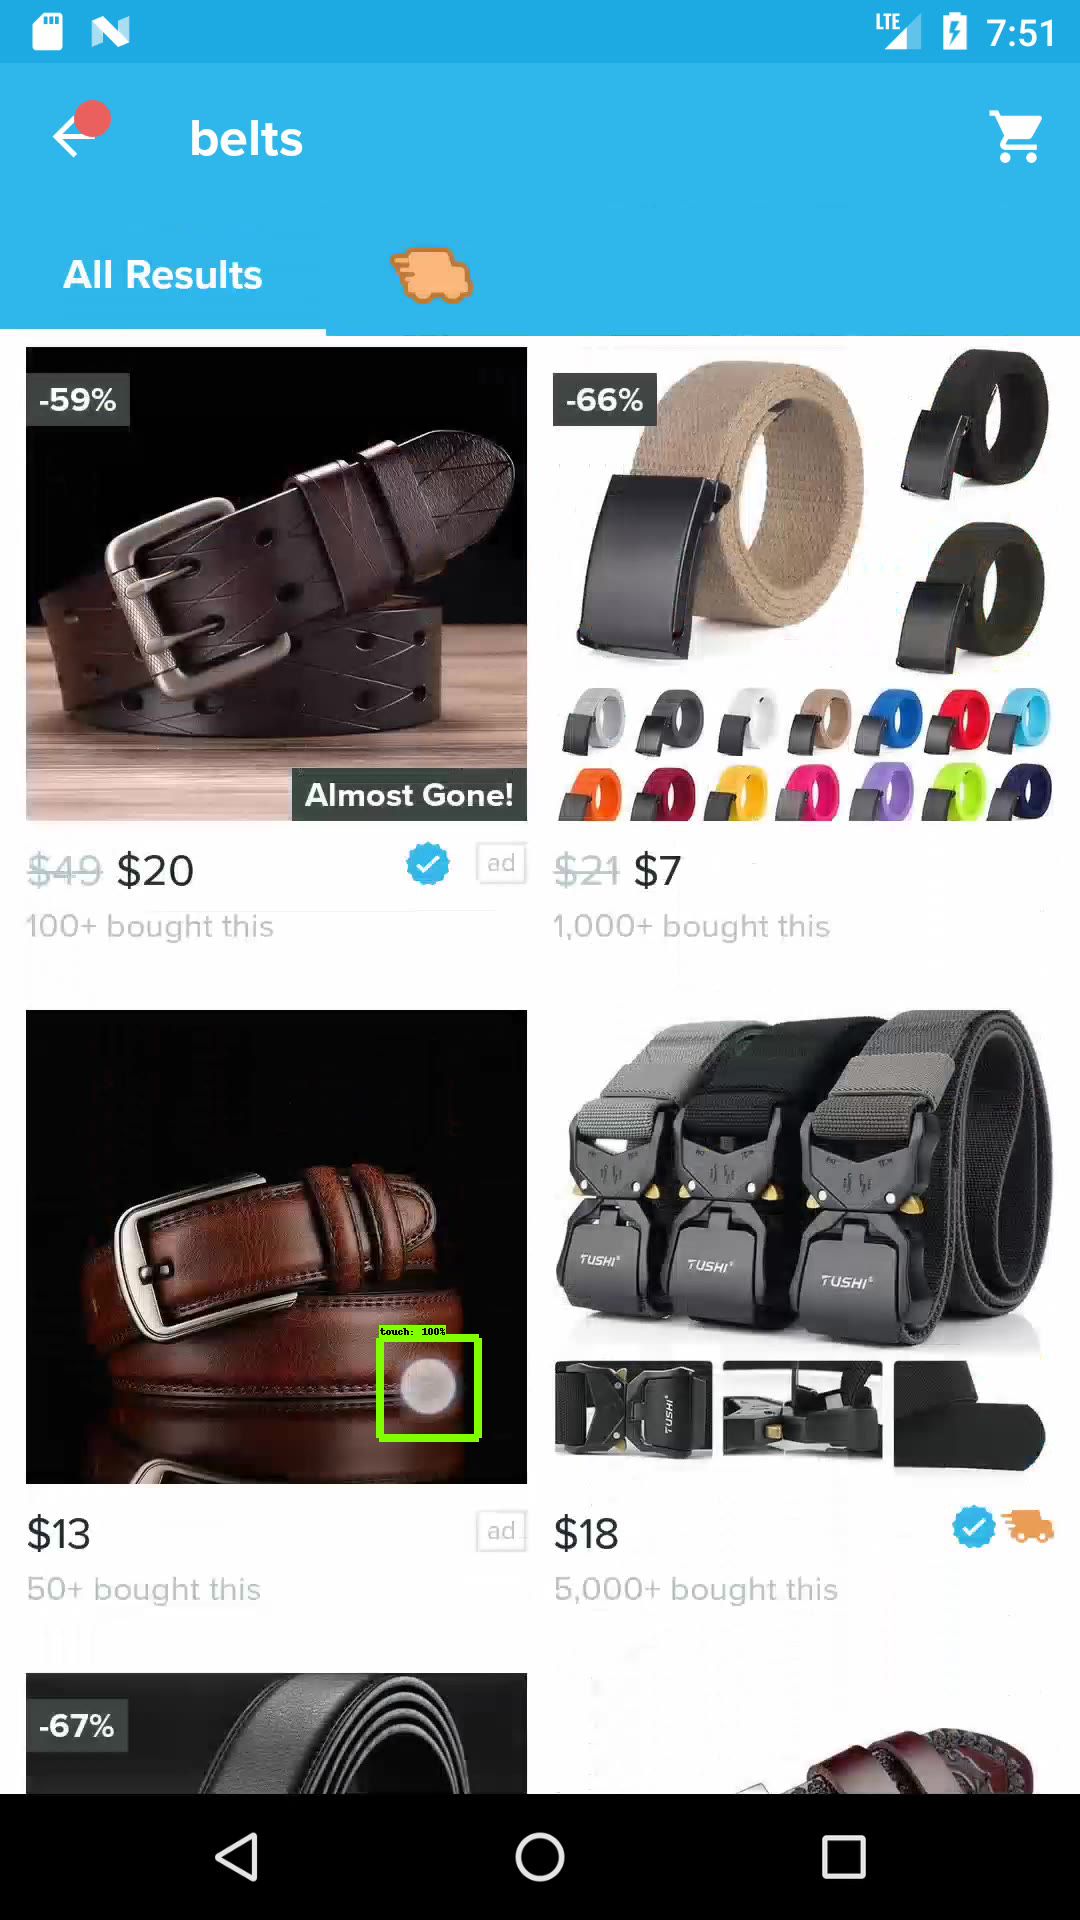 LTE 7:51
belts
All Results
-59%
-66%
Almost Gone!
$49 $20 ad
$21 $7
100+ bought this
1,000+ bought this
TUSHI® TUSHI® TUSHI®
touch: 100%
TUSHI
$13 ad
$18
50+ bought this
5,000+ bought this
-67%